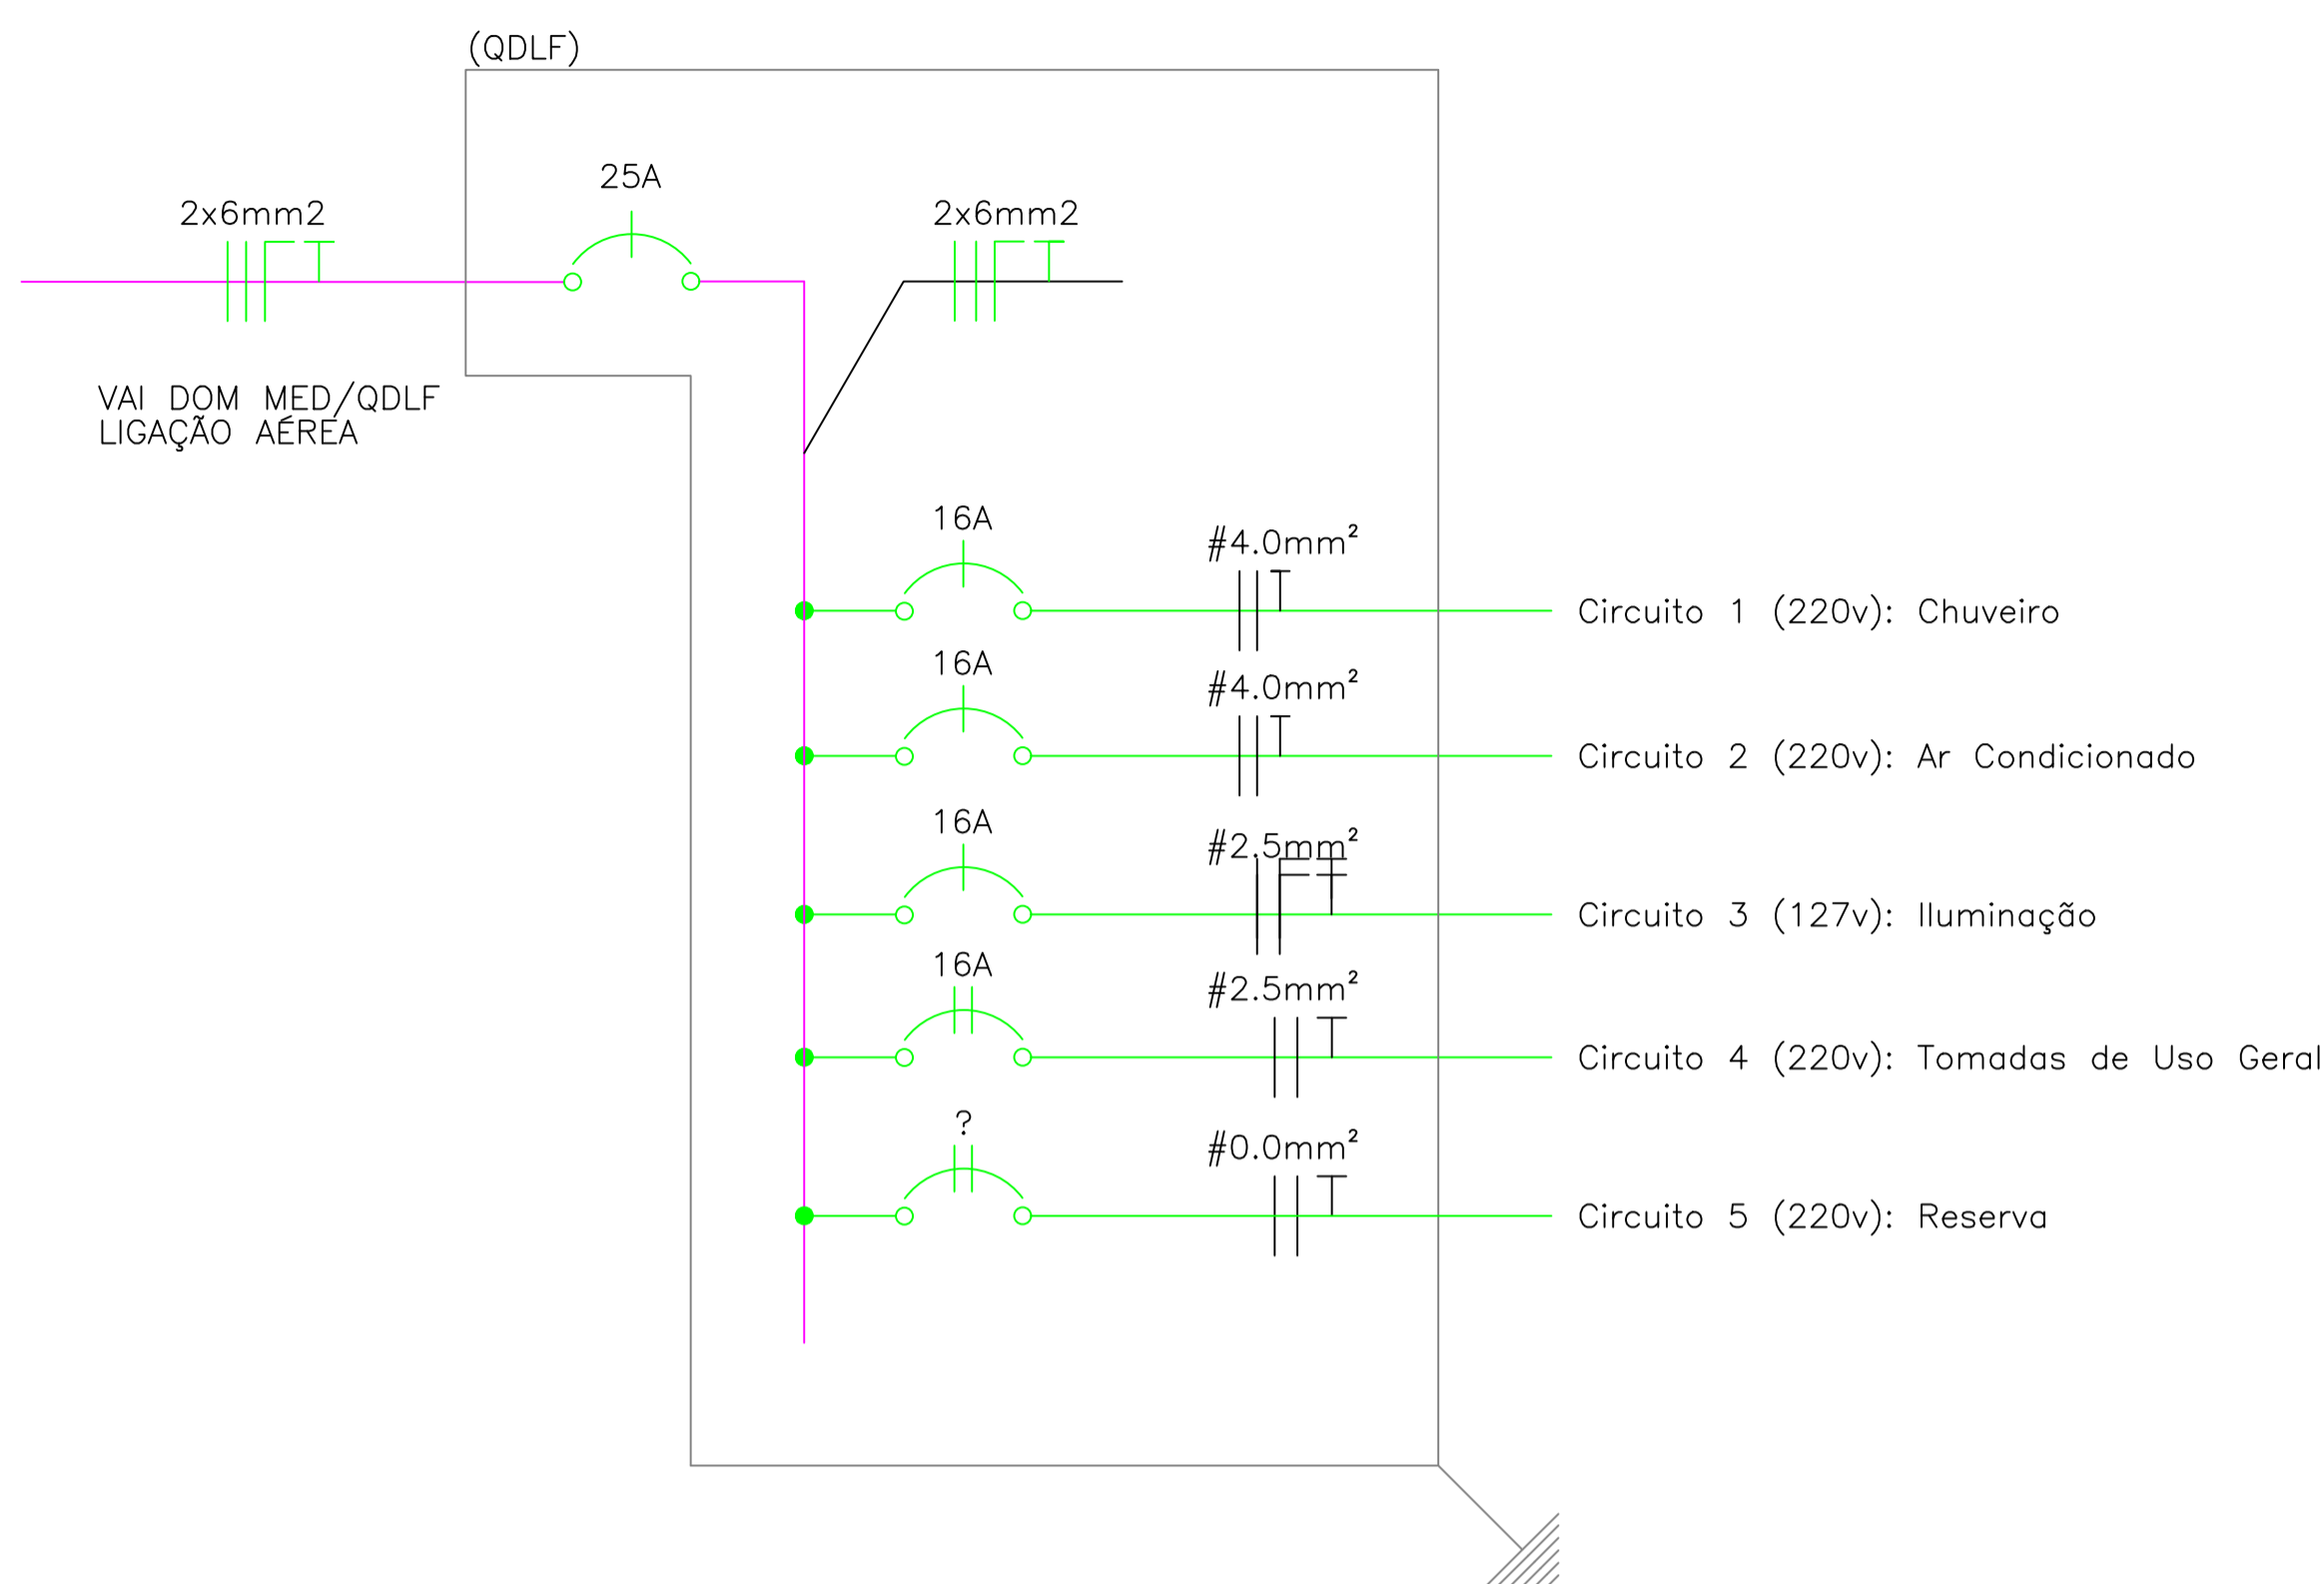 (QDLF)
25A
2x6mm2
2x6mm2
VAI DOM MED/QDLF
LIGAÇÃO AÉREA
16A
#4.0mm²
Circuito 1 (220v): Chuveiro
16A
#4.0mm²
Circuito 2 (220v): Ar Condicionado
16A
#2.5mm²
Circuito 3 (127v): Iluminação
16A
#2.5mm²
Circuito 4 (220v): Tomadas de Uso Geral
?
#0.0mm²
Circuito 5 (220v): Reserva